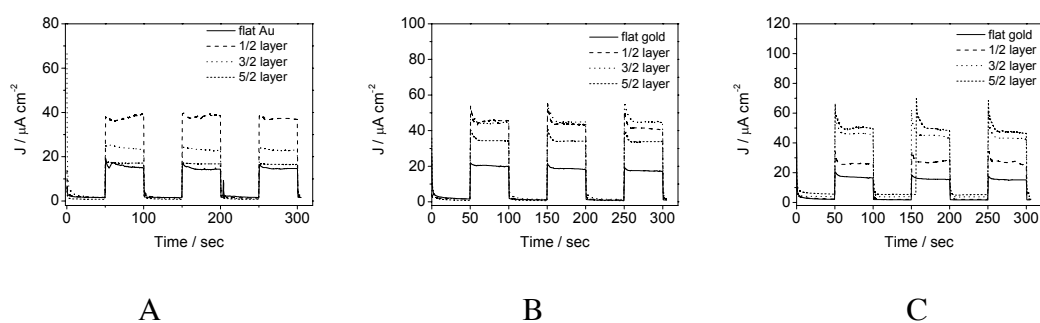 80
60
40
20
0
J / µA cm⁻²
flat Au
1/2 layer
3/2 layer
5/2 layer
0 100 200 300
Time / sec
A
100
80
60
40
20
0
J / µA cm⁻²
flat gold
1/2 layer
3/2 layer
5/2 layer
0 50 100 150 200 250 300
Time / sec
B
120
100
80
60
40
20
0
J / µA cm⁻²
flat gold
1/2 layer
3/2 layer
5/2 layer
0 50 100 150 200 250 300
Time / sec
C